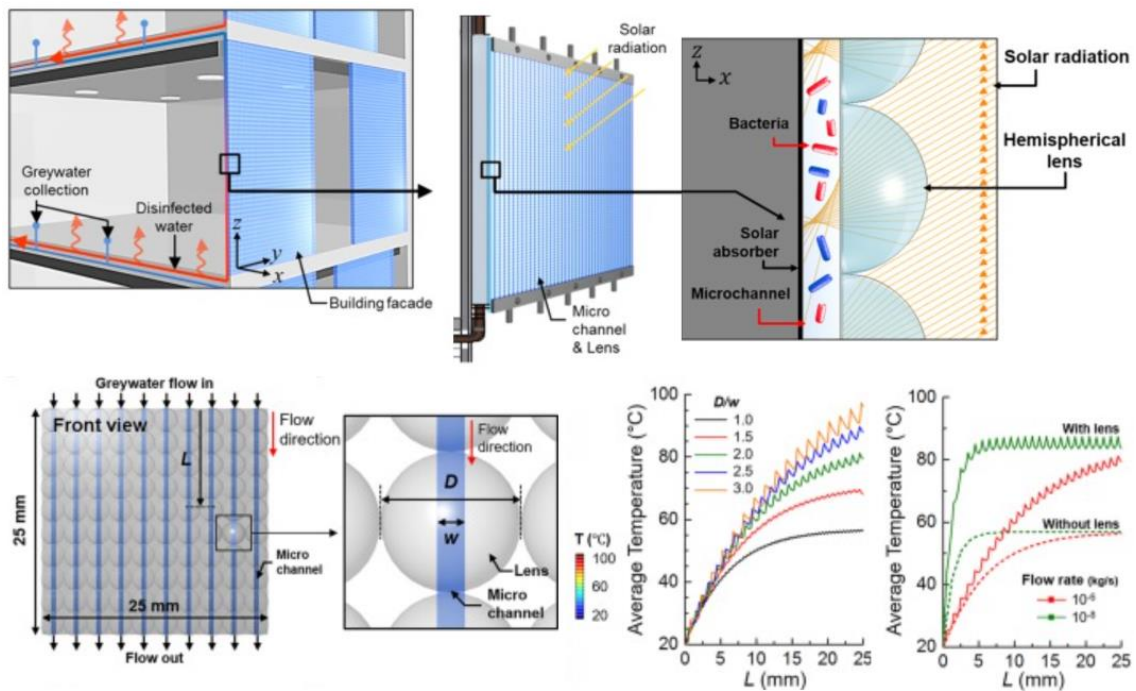 Greywater
collection
Disinfected
water
z
y
x
Building facade
Solar
radiation
Micro
channel
& Lens
z
x
Bacteria
Solar
absorber
Microchannel
Solar radiation
Hemispherical
lens
Greywater flow in
Front view
L
Flow
direction
25 mm
25 mm
Micro
channel
Flow out
Flow
direction
D
w
Lens
Micro
channel
T (℃)
100
80
60
40
20
Average Temperature (°C)
100
80
60
40
20
D/w
1.0
1.5
2.0
2.5
3.0
0 5 10 15 20 25
L (mm)
Average Temperature (°C)
100
80
60
40
20
With lens
Without lens
Flow rate (kg/s)
10⁻⁶
10⁻⁸
0 5 10 15 20 25
L (mm)